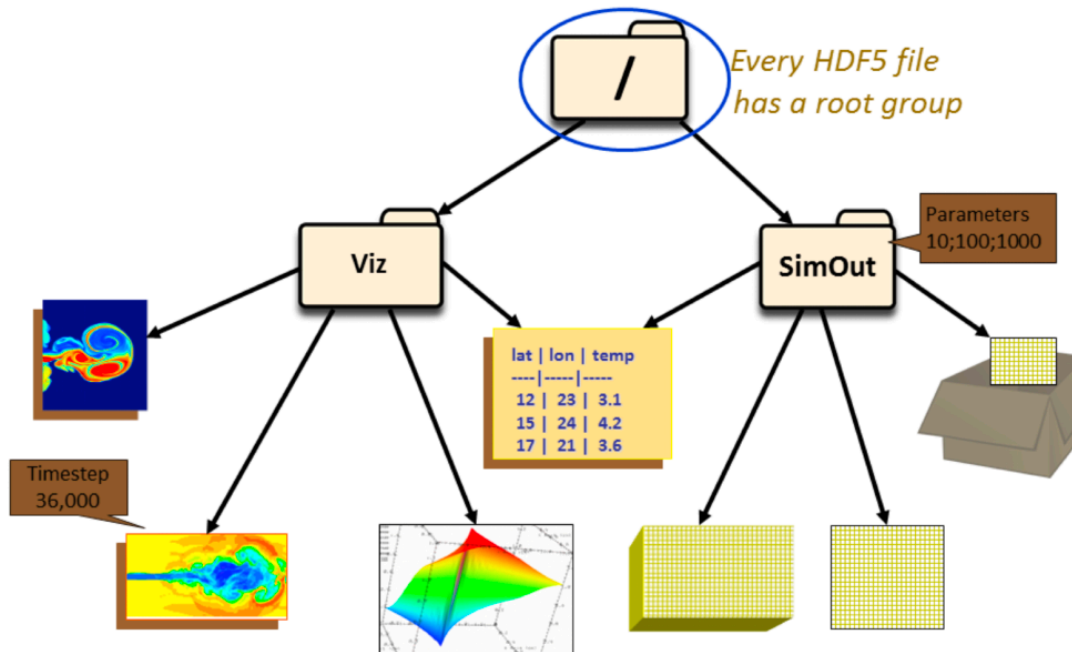 /
Every HDF5 file
has a root group
Viz
SimOut
Parameters
10;100;1000
lat | lon | temp
----|-----|-----
12 | 23 | 3.1
15 | 24 | 4.2
17 | 21 | 3.6
Timestep
36,000